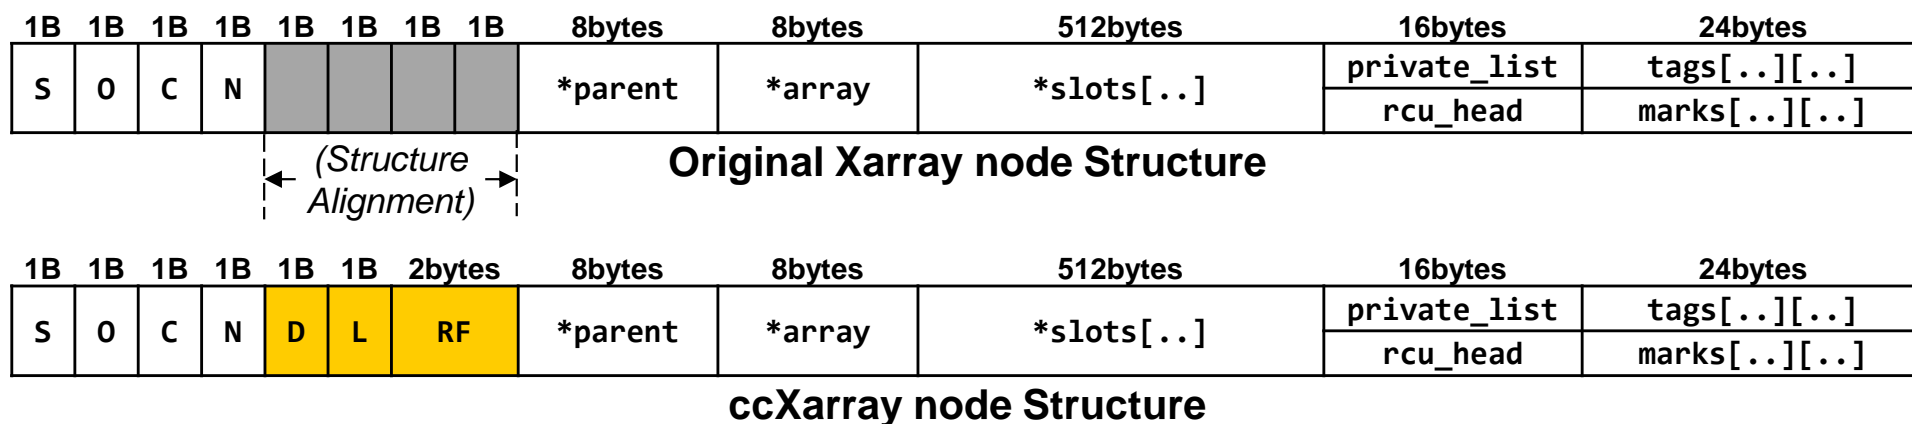 1B 1B 1B 1B 1B 1B 1B 1B 8bytes 8bytes 512bytes 16bytes 24bytes
S O C N *parent *array *slots[..] private_list tags[..][..]
rcu_head marks[..][..]
(Structure
Alignment)
Original Xarray node Structure
1B 1B 1B 1B 1B 1B 2bytes 8bytes 8bytes 512bytes 16bytes 24bytes
S O C N D L RF *parent *array *slots[..] private_list tags[..][..]
rcu_head marks[..][..]
ccXarray node Structure